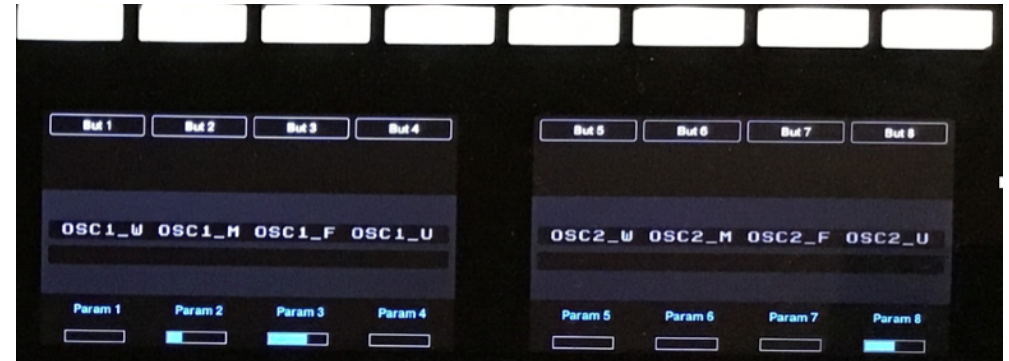 But 1 But 2 But 3 But 4 But 5 But 6 But 7 But 8
OSC1_W OSC1_M OSC1_F OSC1_U OSC2_W OSC2_M OSC2_F OSC2_U
Param 1 Param 2 Param 3 Param 4 Param 5 Param 6 Param 7 Param 8